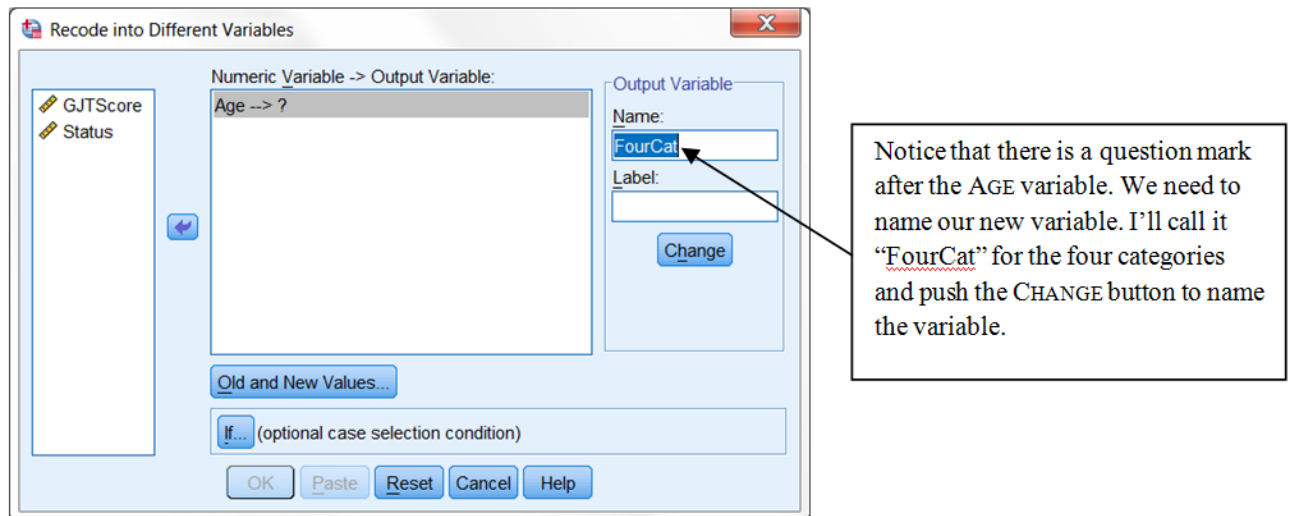 Recode into Different Variables
Numeric Variable -> Output Variable:
GJTScore
Status
Age --> ?
Output Variable
Name:
FourCat
Label:
Change
Old and New Values...
If... (optional case selection condition)
OK Paste Reset Cancel Help
Notice that there is a question mark
after the AGE variable. We need to
name our new variable. I’ll call it
“FourCat” for the four categories
and push the CHANGE button to name
the variable.